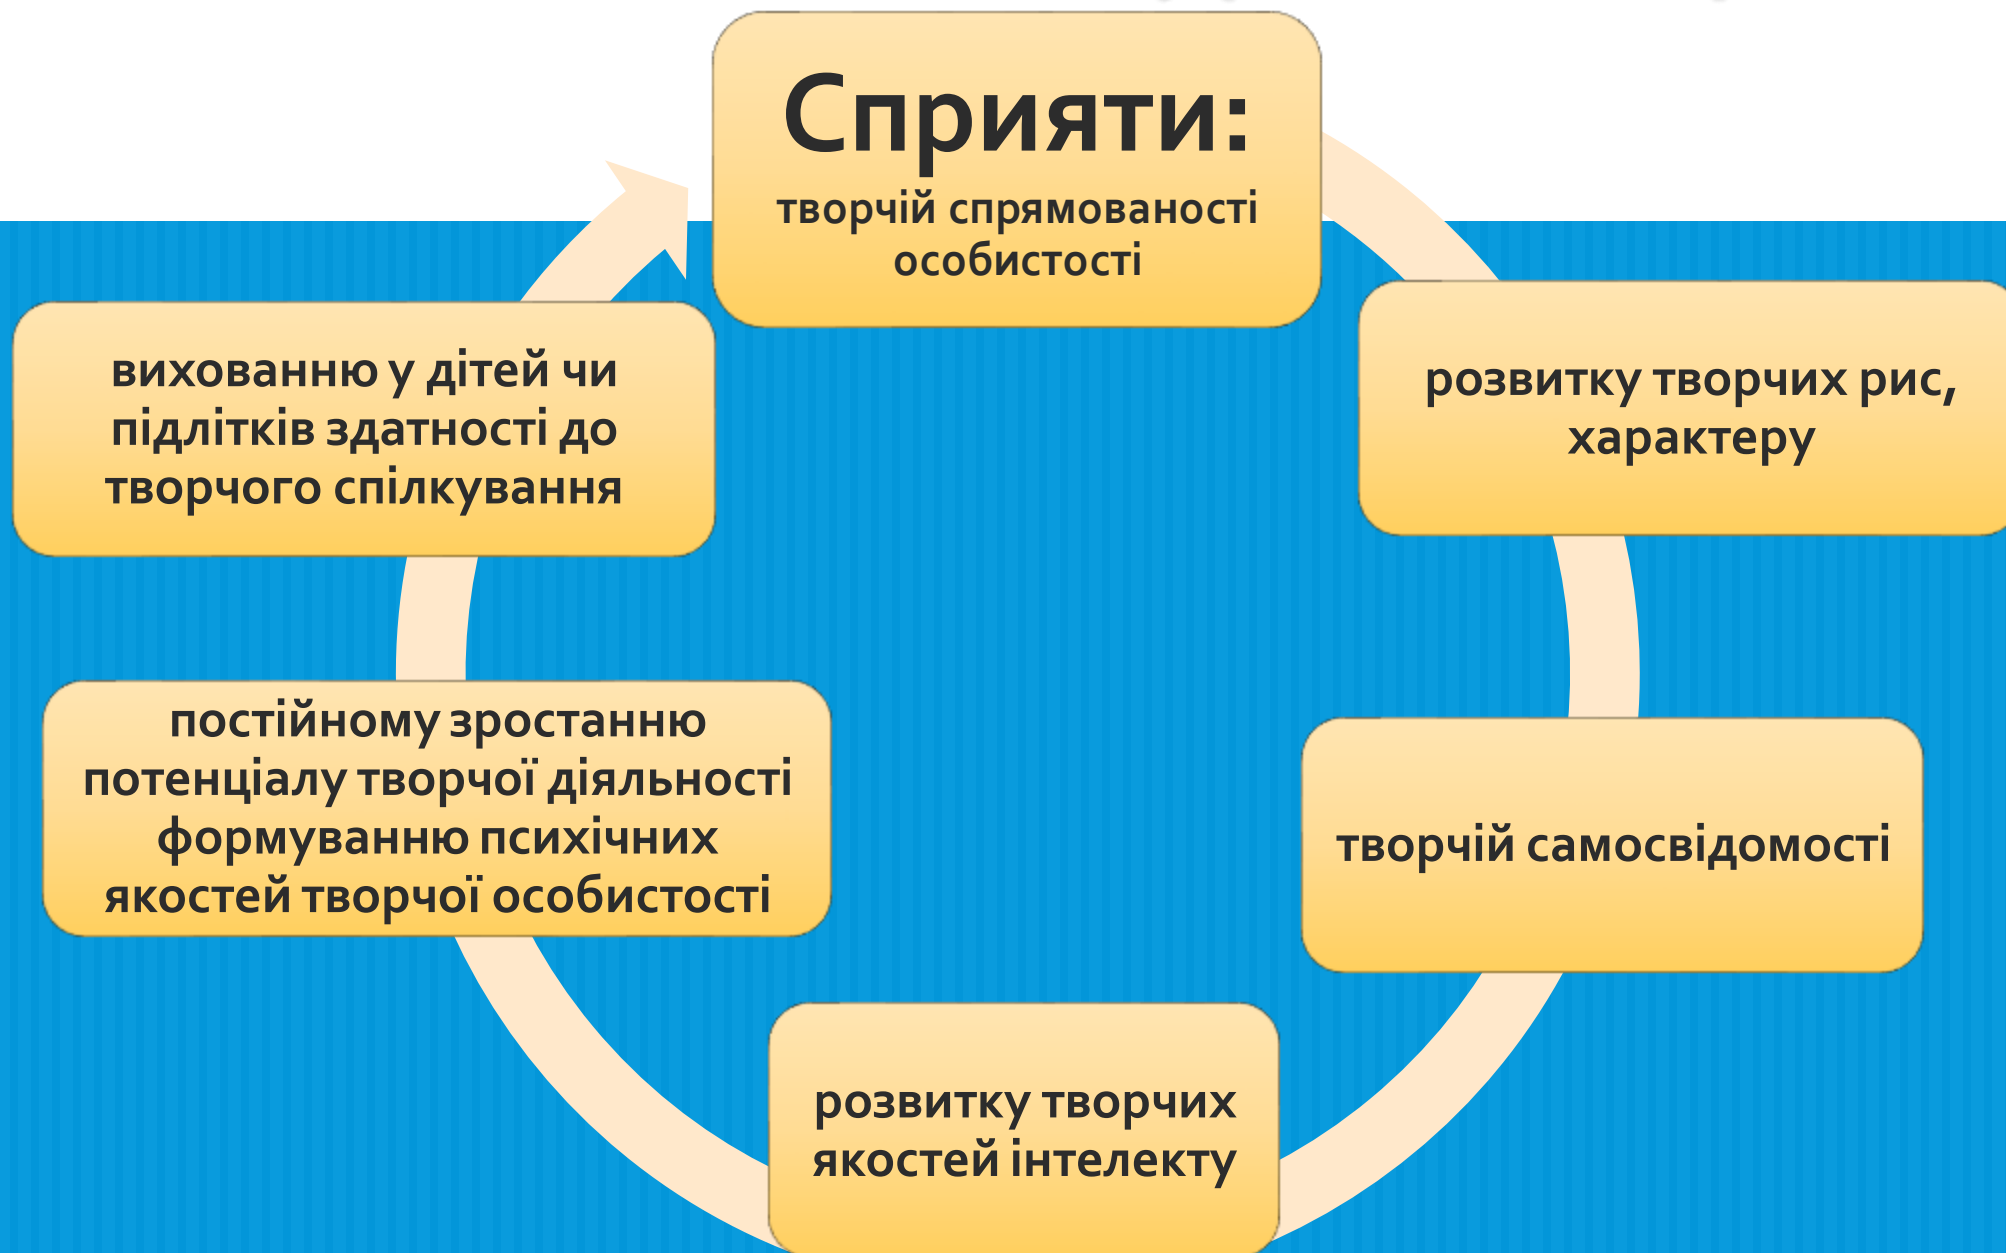 Сприяти:
творчій спрямованості
особистості
розвитку творчих рис,
характеру
творчій самосвідомості
розвитку творчих
якостей інтелекту
постійному зростанню
потенціалу творчої діяльності
формуванню психічних
якостей творчої особистості
вихованню у дітей чи
підлітків здатності до
творчого спілкування